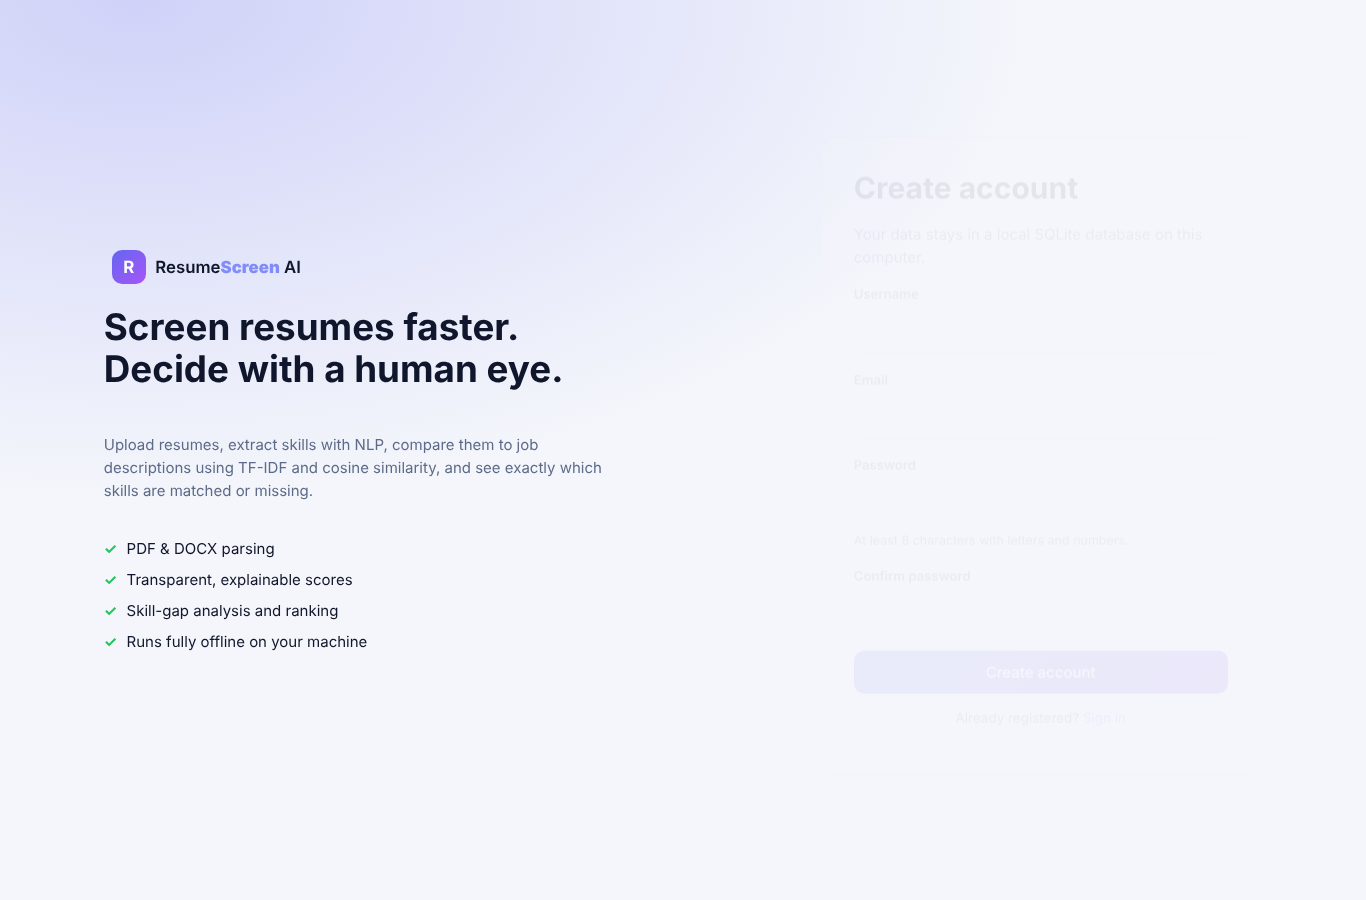 R
ResumeScreen AI
Screen resumes faster.
Decide with a human eye.
Upload resumes, extract skills with NLP, compare them to job
descriptions using TF-IDF and cosine similarity, and see exactly which
skills are matched or missing.
✓ PDF & DOCX parsing
✓ Transparent, explainable scores
✓ Skill-gap analysis and ranking
✓ Runs fully offline on your machine
Create account
Your data stays in a local SQLite database on this
computer.
Username
Email
Password
At least 8 characters with letters and numbers.
Confirm password
Create account
Already registered? Sign in